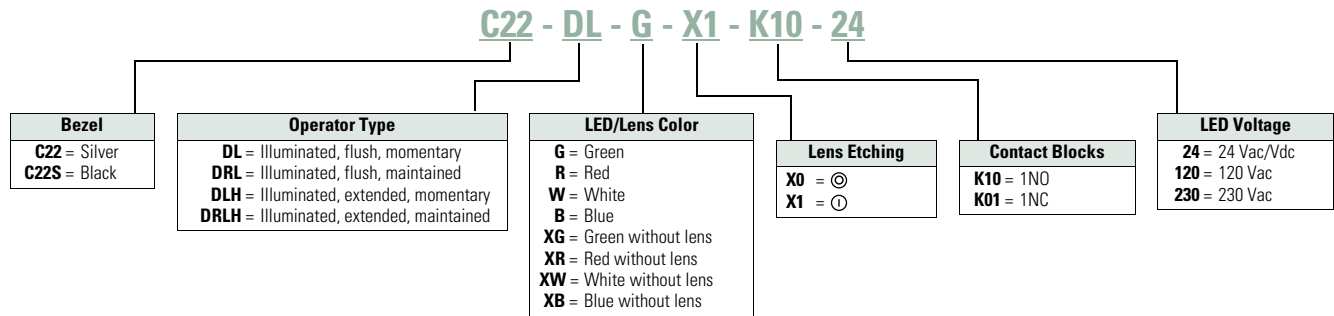 C22 - DL - G - X1 - K10 - 24
Bezel
C22 = Silver
C22S = Black
Operator Type
DL = Illuminated, flush, momentary
DRL = Illuminated, flush, maintained
DLH = Illuminated, extended, momentary
DRLH = Illuminated, extended, maintained
LED/Lens Color
G = Green
R = Red
W = White
B = Blue
XG = Green without lens
XR = Red without lens
XW = White without lens
XB = Blue without lens
Lens Etching
X0 = ◎
X1 = ⏼
Contact Blocks
K10 = 1NO
K01 = 1NC
LED Voltage
24 = 24 Vac/Vdc
120 = 120 Vac
230 = 230 Vac